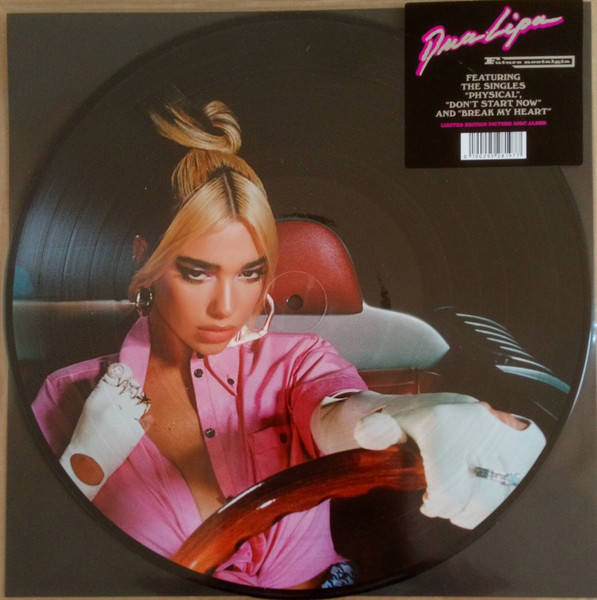 Dua Lipa
Future nostalgia
FEATURING
THE SINGLES
"PHYSICAL",
"DON'T START NOW"
AND "BREAK MY HEART"
LIMITED EDITION PICTURE DISC ALBUM